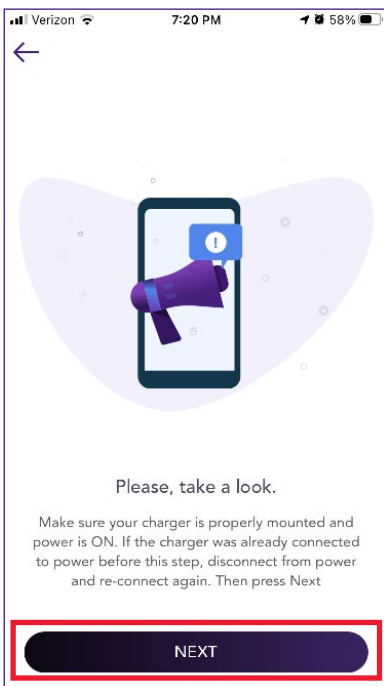 Verizon 7:20 PM 58%
!
Please, take a look.
Make sure your charger is properly mounted and
power is ON. If the charger was already connected
to power before this step, disconnect from power
and re-connect again. Then press Next
NEXT